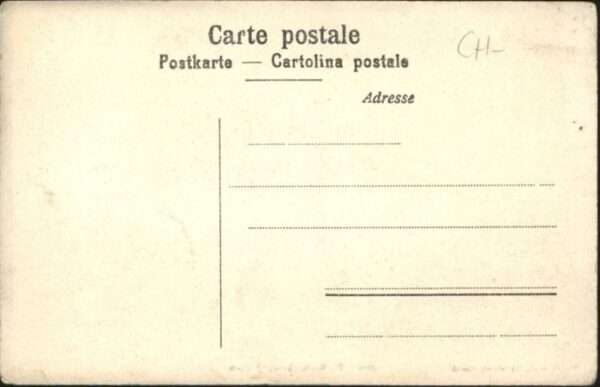 Carte postale
CH-
Postkarte — Cartolina postale
Adresse